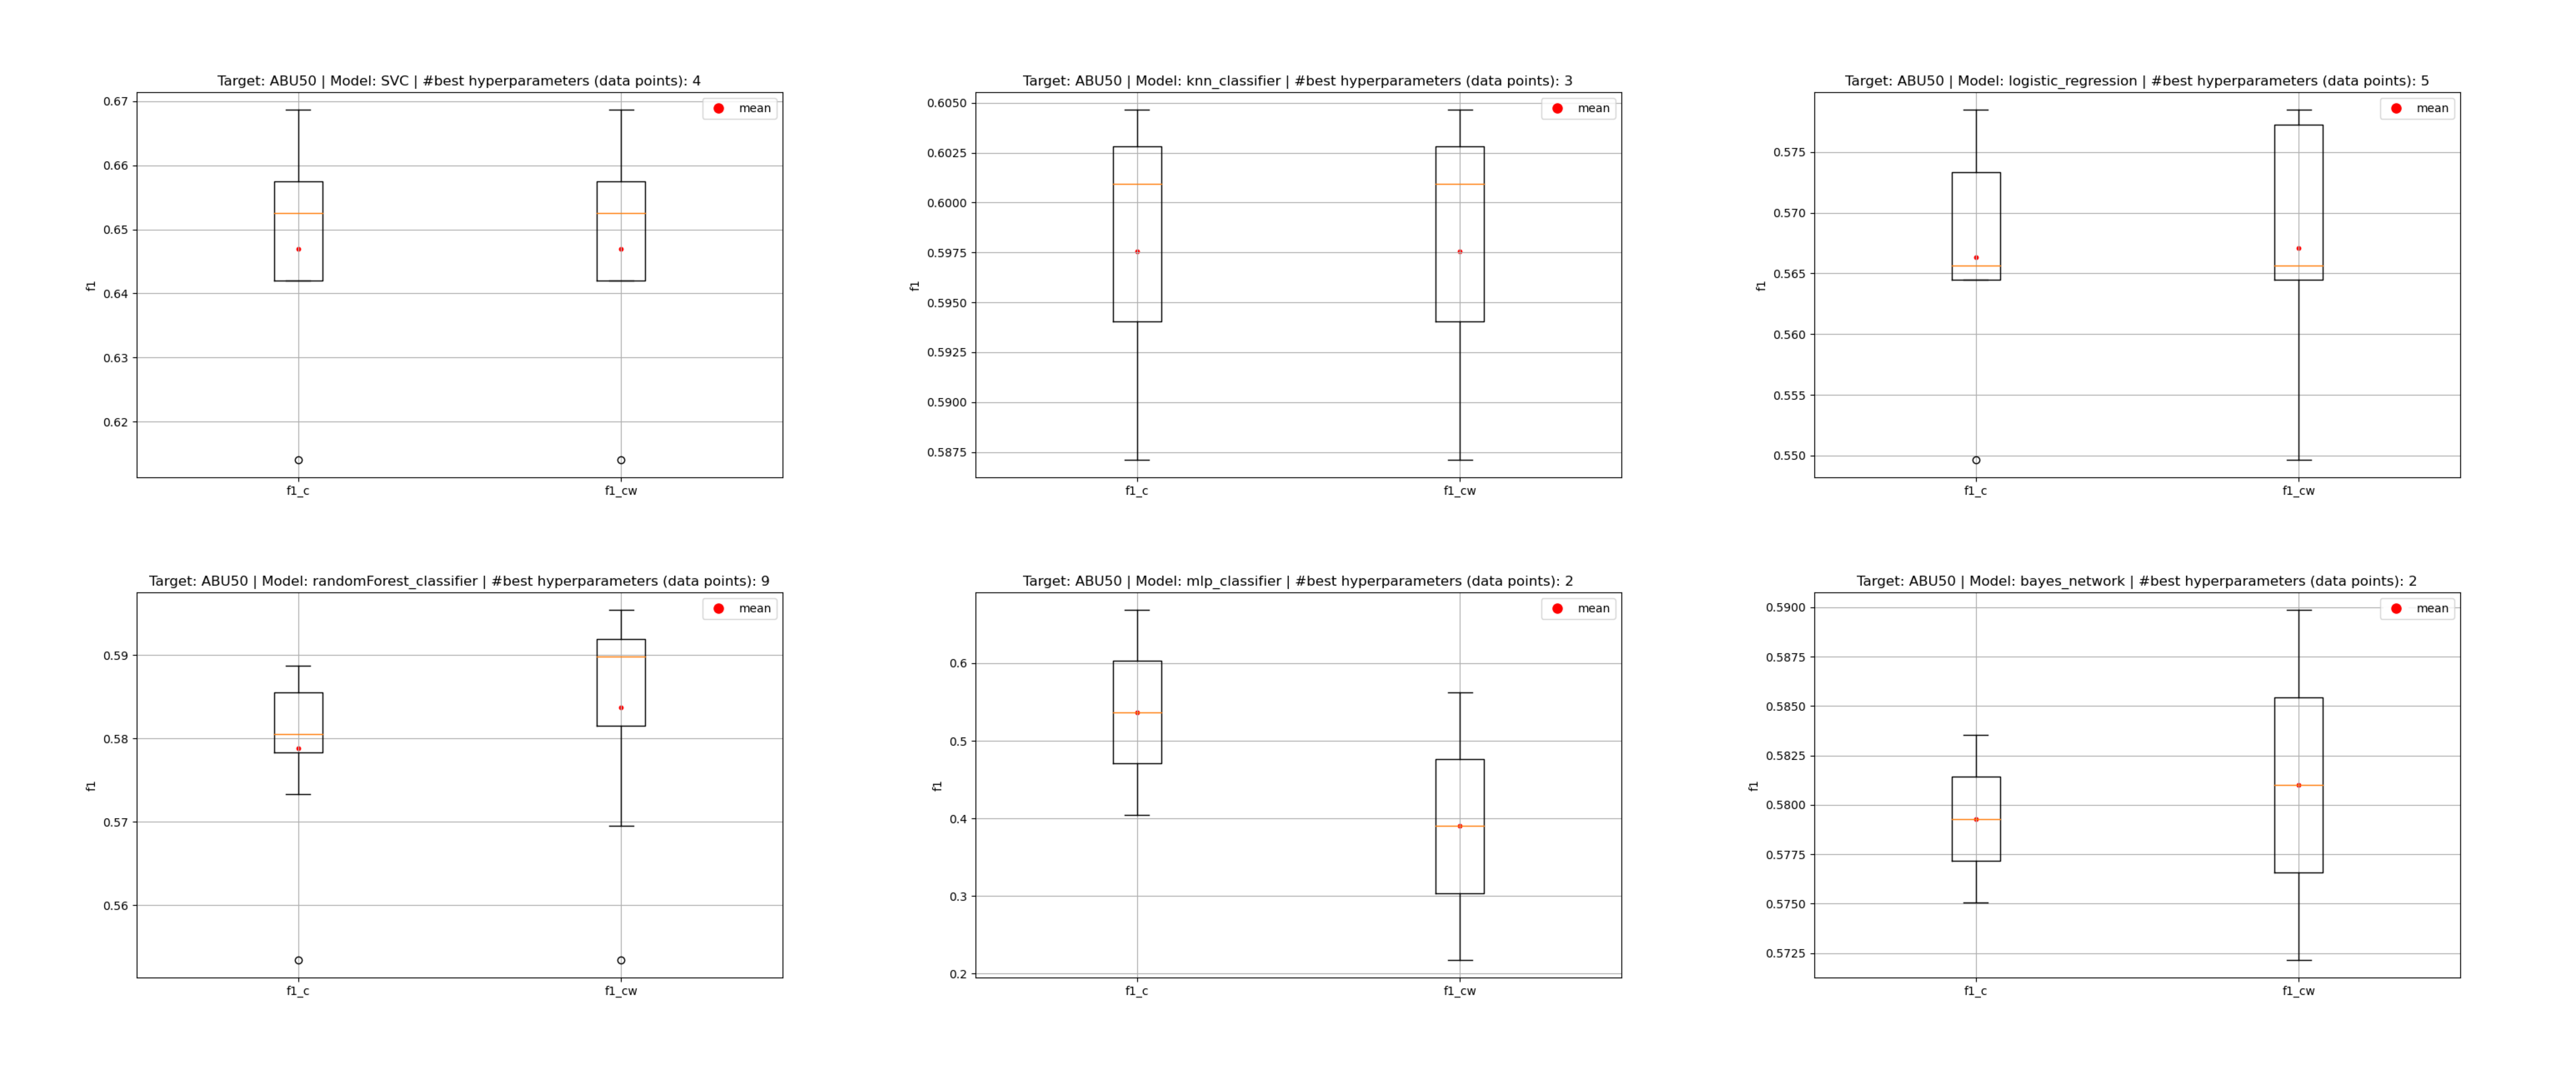 Target: ABU50 | Model: SVC | #best hyperparameters (data points): 4
mean
0.67
0.66
0.65
0.64
0.63
0.62
f1
f1_c
f1_cw
Target: ABU50 | Model: knn_classifier | #best hyperparameters (data points): 3
mean
0.6050
0.6025
0.6000
0.5975
0.5950
0.5925
0.5900
0.5875
f1
f1_c
f1_cw
Target: ABU50 | Model: logistic_regression | #best hyperparameters (data points): 5
mean
0.575
0.570
0.565
0.560
0.555
0.550
f1
f1_c
f1_cw
Target: ABU50 | Model: randomForest_classifier | #best hyperparameters (data points): 9
mean
0.59
0.58
0.57
0.56
f1
f1_c
f1_cw
Target: ABU50 | Model: mlp_classifier | #best hyperparameters (data points): 2
mean
0.6
0.5
0.4
0.3
0.2
f1
f1_c
f1_cw
Target: ABU50 | Model: bayes_network | #best hyperparameters (data points): 2
mean
0.5900
0.5875
0.5850
0.5825
0.5800
0.5775
0.5750
0.5725
f1
f1_c
f1_cw